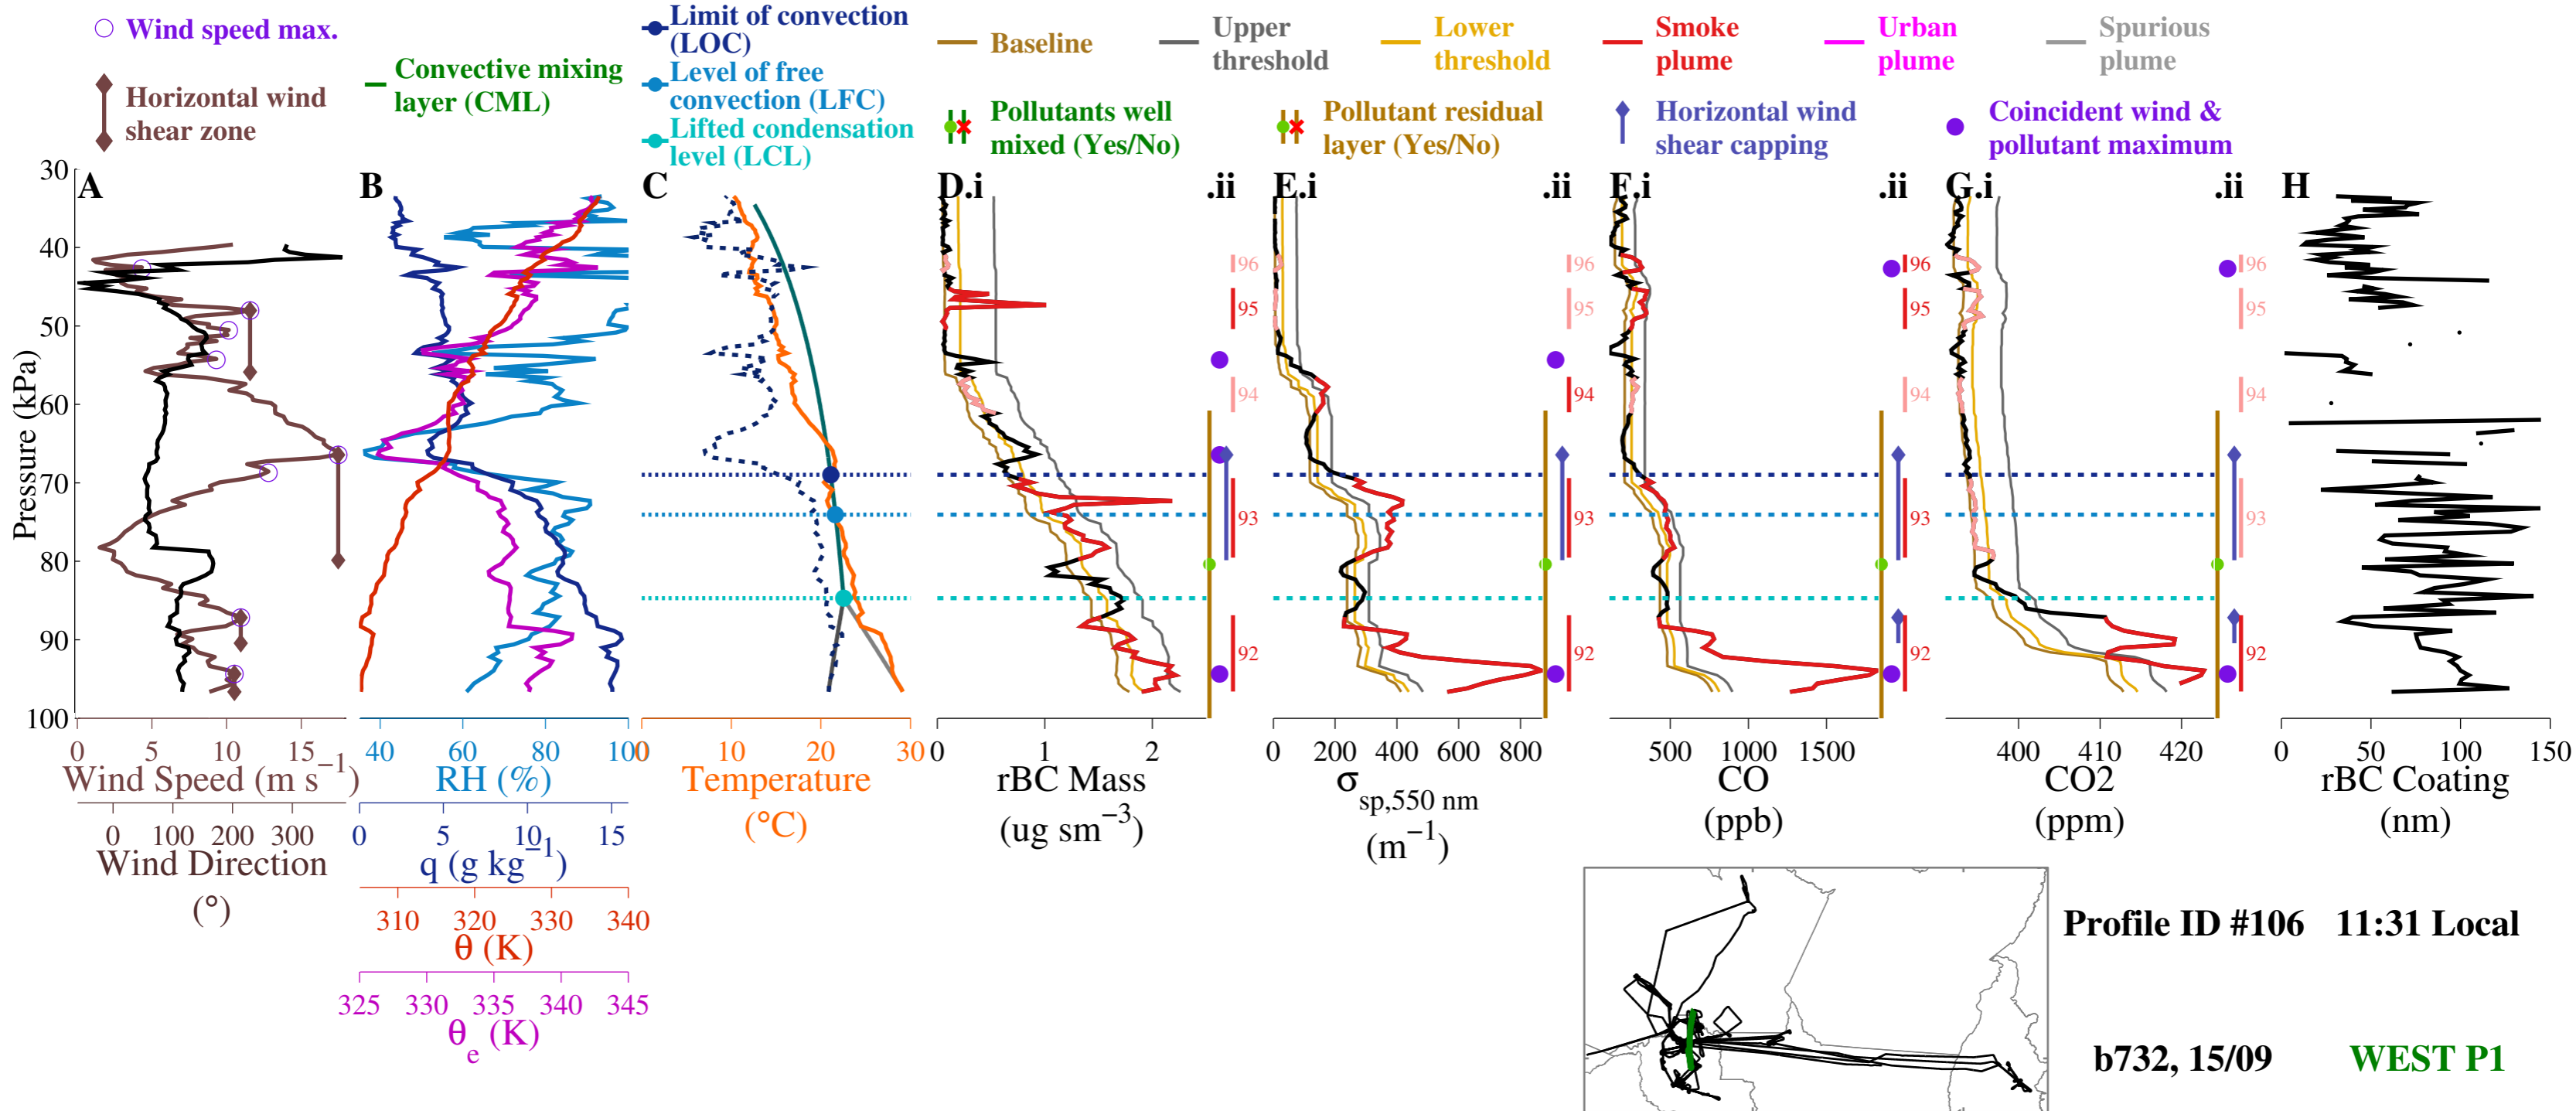 Wind speed max.
Horizontal wind
shear zone
Convective mixing
layer (CML)
Limit of convection
(LOC)
Level of free
convection (LFC)
Lifted condensation
level (LCL)
Baseline
Upper
threshold
Lower
threshold
Smoke
plume
Urban
plume
Spurious
plume
Pollutants well
mixed (Yes/No)
Pollutant residual
layer (Yes/No)
Horizontal wind
shear capping
Coincident wind &
pollutant maximum
A B C D.i .ii E.i .ii F.i .ii G.i .ii H
Pressure (kPa)
30
40
50
60
70
80
90
100
96 96 96 96
95 95 95 95
94 94 94 94
93 93 93 93
92 92 92 92
0 5 10 15
Wind Speed (m s−1)
0 100 200 300
Wind Direction
(°)
40 60 80 100
RH (%)
0 5 10 15
q (g kg−1)
310 320 330 340
θ (K)
325 330 335 340 345
θe (K)
0 10 20 30
Temperature
(°C)
0 1 2
rBC Mass
(ug sm−3)
0 200 400 600 800
σsp,550 nm
(m−1)
500 1000 1500
CO
(ppb)
400 410 420
CO2
(ppm)
0 50 100 150
rBC Coating
(nm)
Profile ID #106 11:31 Local
b732, 15/09 WEST P1